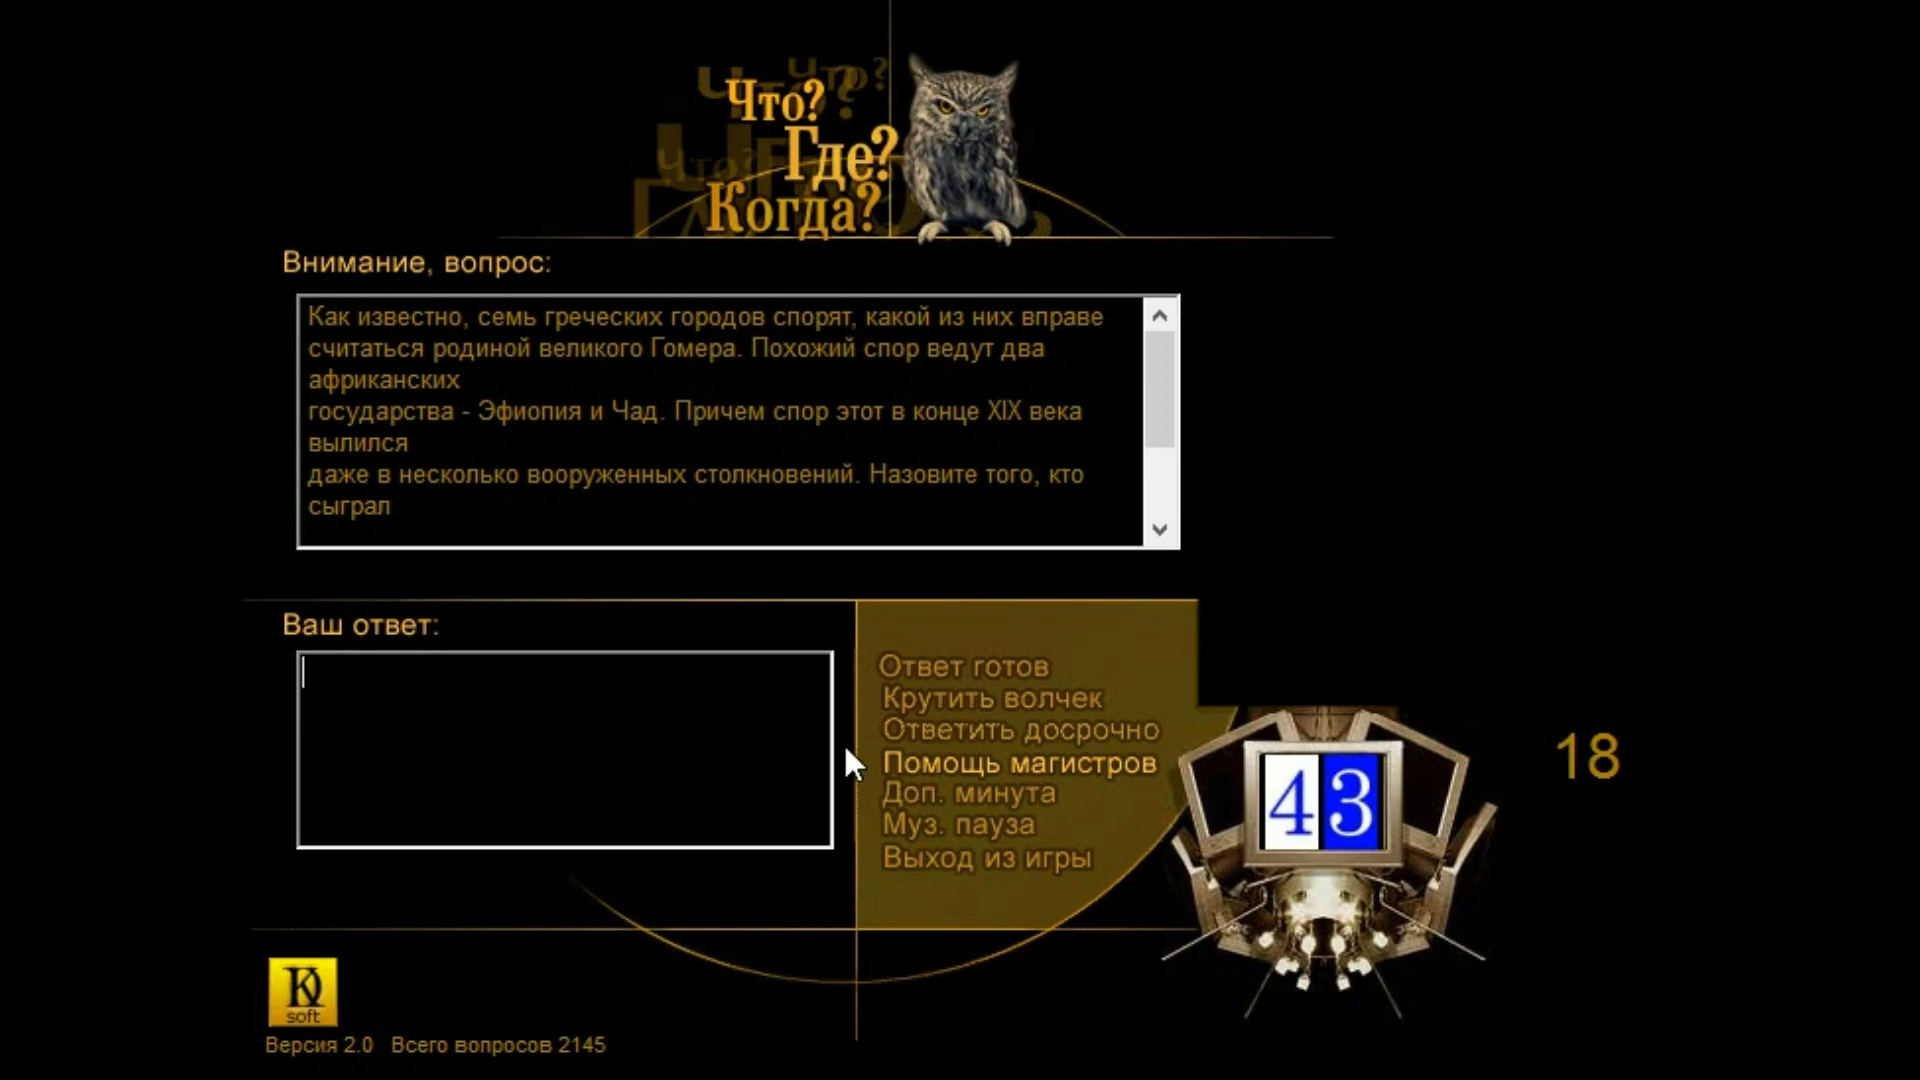 Что?
Что?
Что?
Где?
Что?
Когда?
Внимание, вопрос:
Как известно, семь греческих городов спорят, какой из них вправе
считаться родиной великого Гомера. Похожий спор ведут два
африканских
государства - Эфиопия и Чад. Причем спор этот в конце XIX века
вылился
даже в несколько вооруженных столкновений. Назовите того, кто
сыграл
Ваш ответ:
Ответ готов
Крутить волчек
Ответить досрочно
Помощь магистров
Доп. минута
Муз. пауза
Выход из игры
43
18
soft
Версия 2.0 Всего вопросов 2145